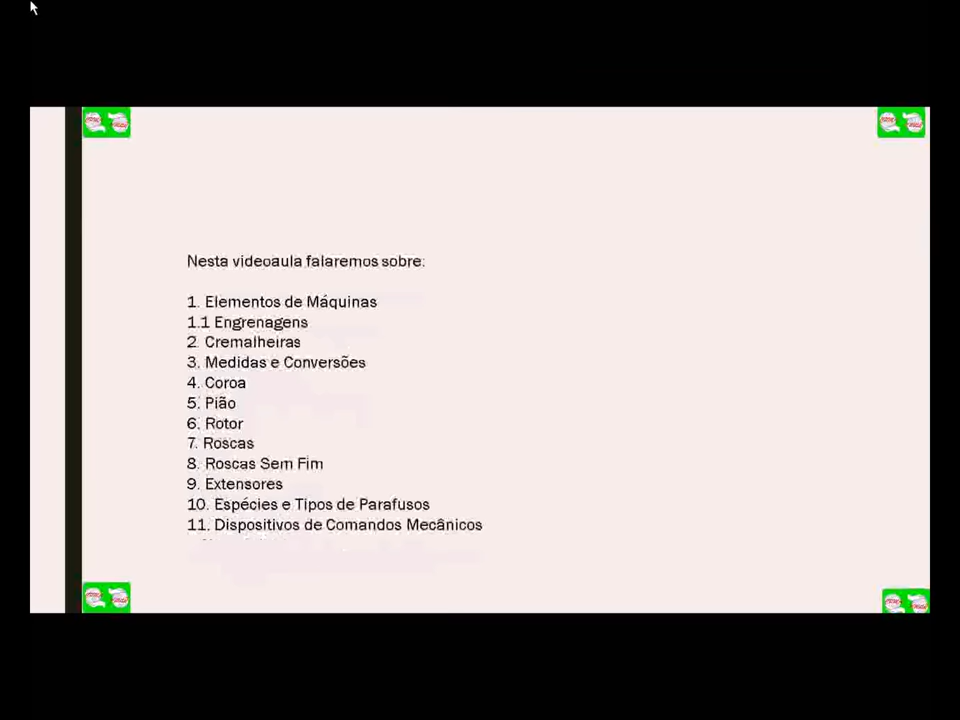 Nesta videoaula falaremos sobre:
1. Elementos de Máquinas
1.1 Engrenagens
2. Cremalheiras
3. Medidas e Conversões
4. Coroa
5. Pião
6. Rotor
7. Roscas
8. Roscas Sem Fim
9. Extensores
10. Espécies e Tipos de Parafusos
11. Dispositivos de Comandos Mecânicos